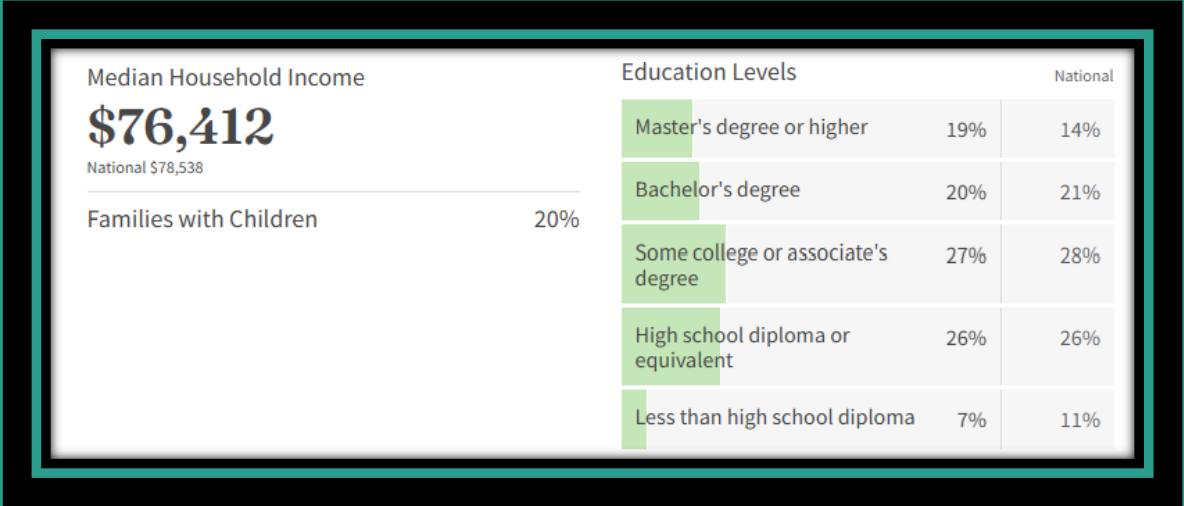 Median Household Income
$76,412
National $78,538
Families with Children 20%
Education Levels National
Master's degree or higher 19% 14%
Bachelor's degree 20% 21%
Some college or associate's
degree 27% 28%
High school diploma or
equivalent 26% 26%
Less than high school diploma 7% 11%